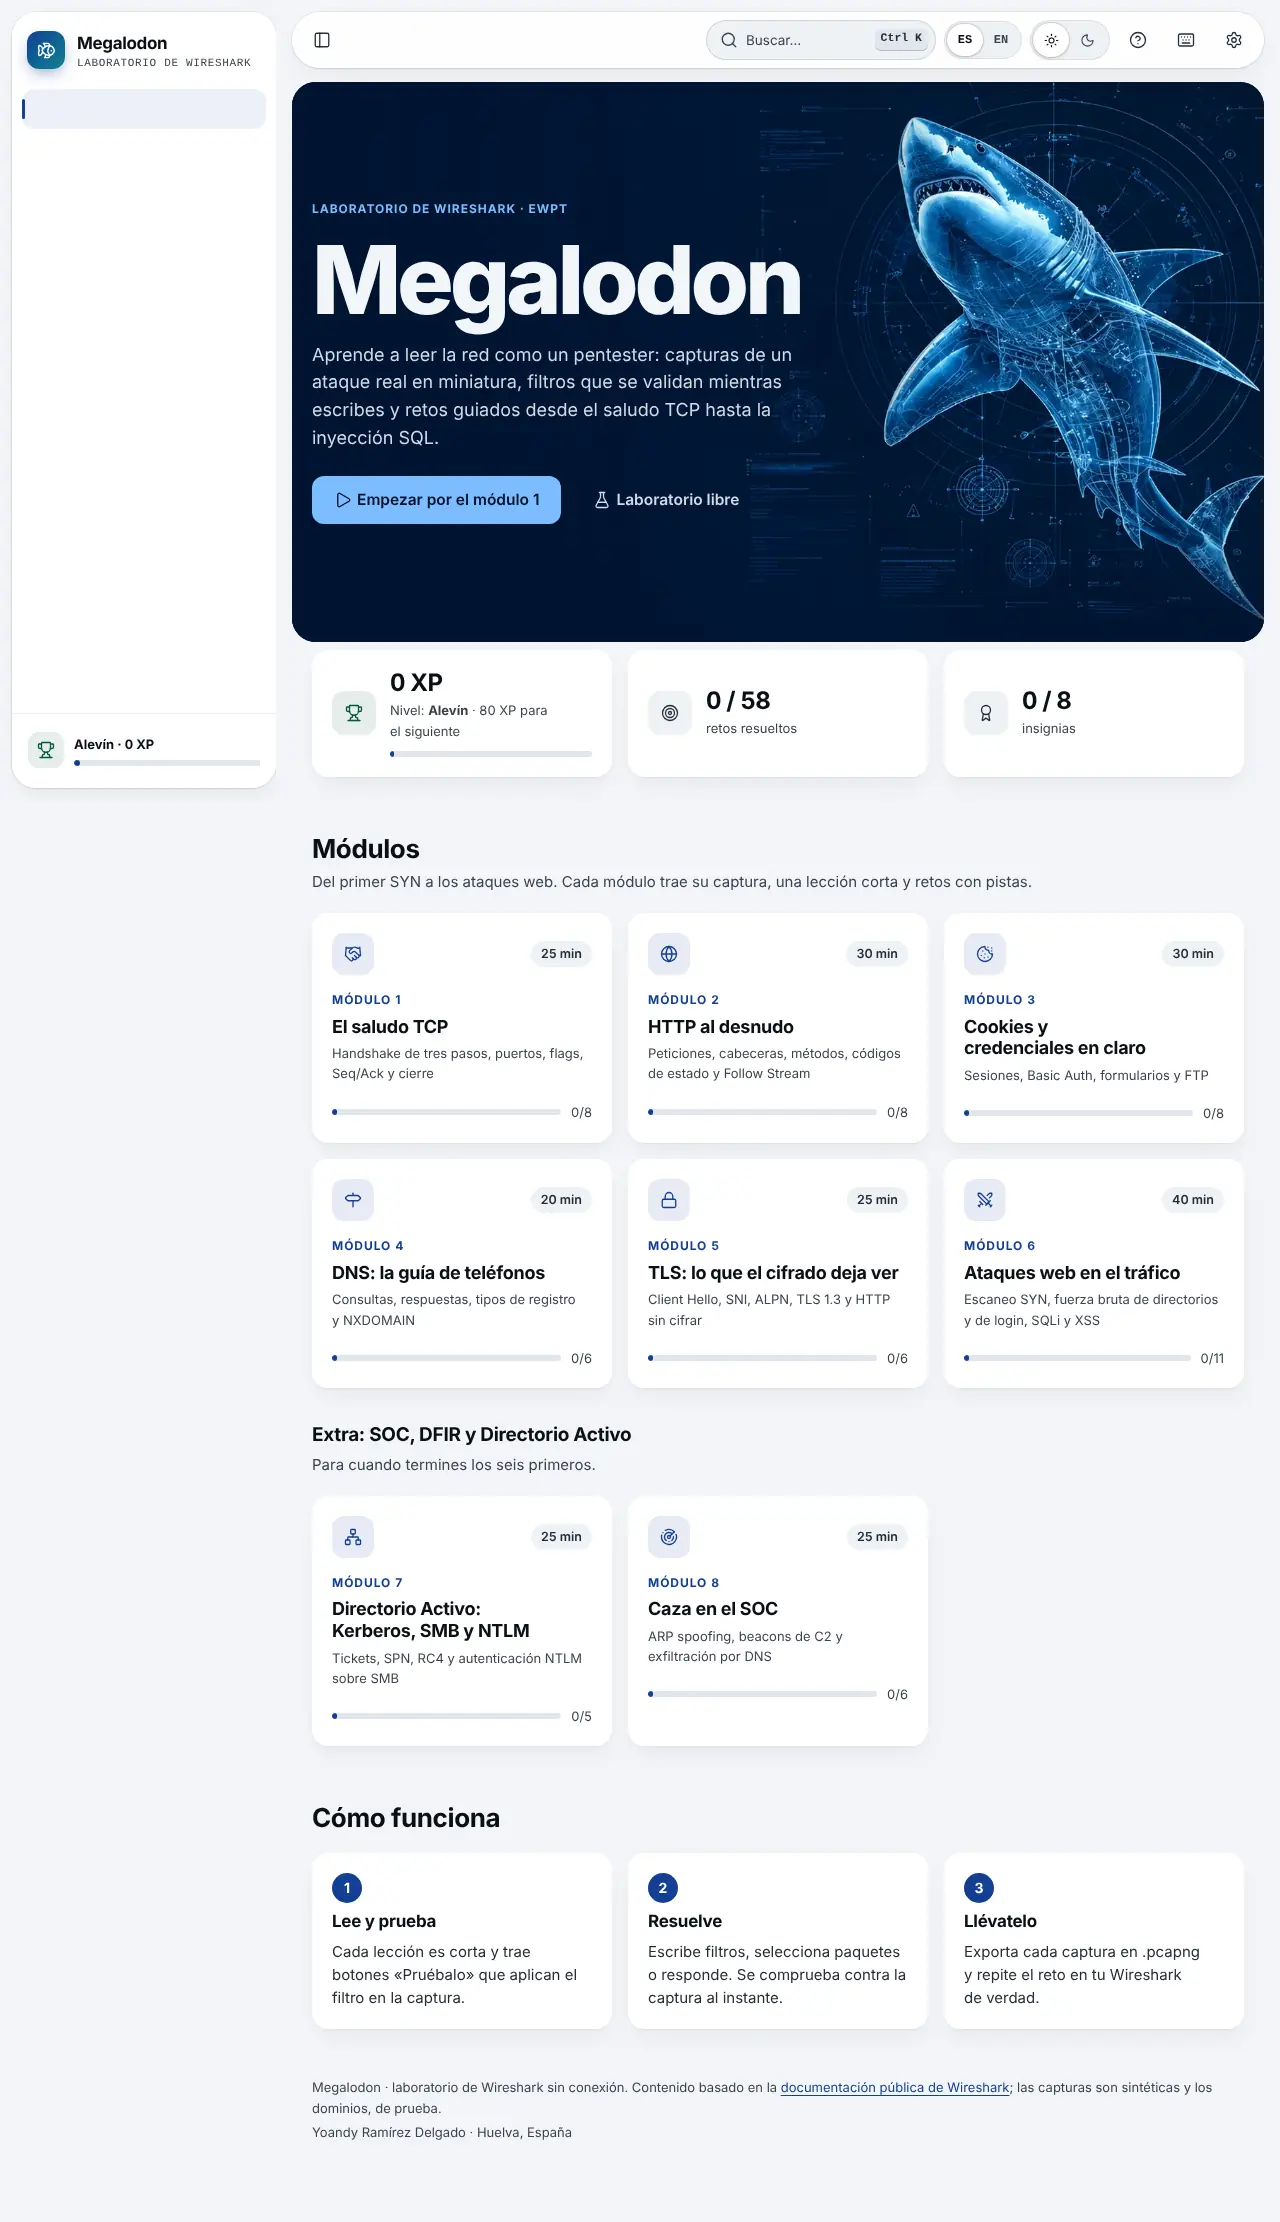 Megalodon
LABORATORIO DE WIRESHARK
Buscar...
Ctrl K
ES
EN
LABORATORIO DE WIRESHARK · EWPT
Megalodon
Aprende a leer la red como un pentester: capturas de un
ataque real en miniatura, filtros que se validan mientras
escribes y retos guiados desde el saludo TCP hasta la
inyección SQL.
Empezar por el módulo 1
Laboratorio libre
0 XP
Nivel: Alevín · 80 XP para
el siguiente
0 / 58
retos resueltos
0 / 8
insignias
Alevín · 0 XP
Módulos
Del primer SYN a los ataques web. Cada módulo trae su captura, una lección corta y retos con pistas.
25 min
MÓDULO 1
El saludo TCP
Handshake de tres pasos, puertos, flags,
Seq/Ack y cierre
0/8
30 min
MÓDULO 2
HTTP al desnudo
Peticiones, cabeceras, métodos, códigos
de estado y Follow Stream
0/8
30 min
MÓDULO 3
Cookies y
credenciales en claro
Sesiones, Basic Auth, formularios y FTP
0/8
20 min
MÓDULO 4
DNS: la guía de teléfonos
Consultas, respuestas, tipos de registro
y NXDOMAIN
0/6
25 min
MÓDULO 5
TLS: lo que el cifrado deja ver
Client Hello, SNI, ALPN, TLS 1.3 y HTTP
sin cifrar
0/6
40 min
MÓDULO 6
Ataques web en el tráfico
Escaneo SYN, fuerza bruta de directorios
y de login, SQLi y XSS
0/11
Extra: SOC, DFIR y Directorio Activo
Para cuando termines los seis primeros.
25 min
MÓDULO 7
Directorio Activo:
Kerberos, SMB y NTLM
Tickets, SPN, RC4 y autenticación NTLM
sobre SMB
0/5
25 min
MÓDULO 8
Caza en el SOC
ARP spoofing, beacons de C2 y
exfiltración por DNS
0/6
Cómo funciona
1
Lee y prueba
Cada lección es corta y trae
botones «Pruébalo» que aplican el
filtro en la captura.
2
Resuelve
Escribe filtros, selecciona paquetes
o responde. Se comprueba contra la
captura al instante.
3
Llévatelo
Exporta cada captura en .pcapng
y repite el reto en tu Wireshark
de verdad.
Megalodon · laboratorio de Wireshark sin conexión. Contenido basado en la documentación pública de Wireshark; las capturas son sintéticas y los
dominios, de prueba.
Yoandy Ramírez Delgado · Huelva, España